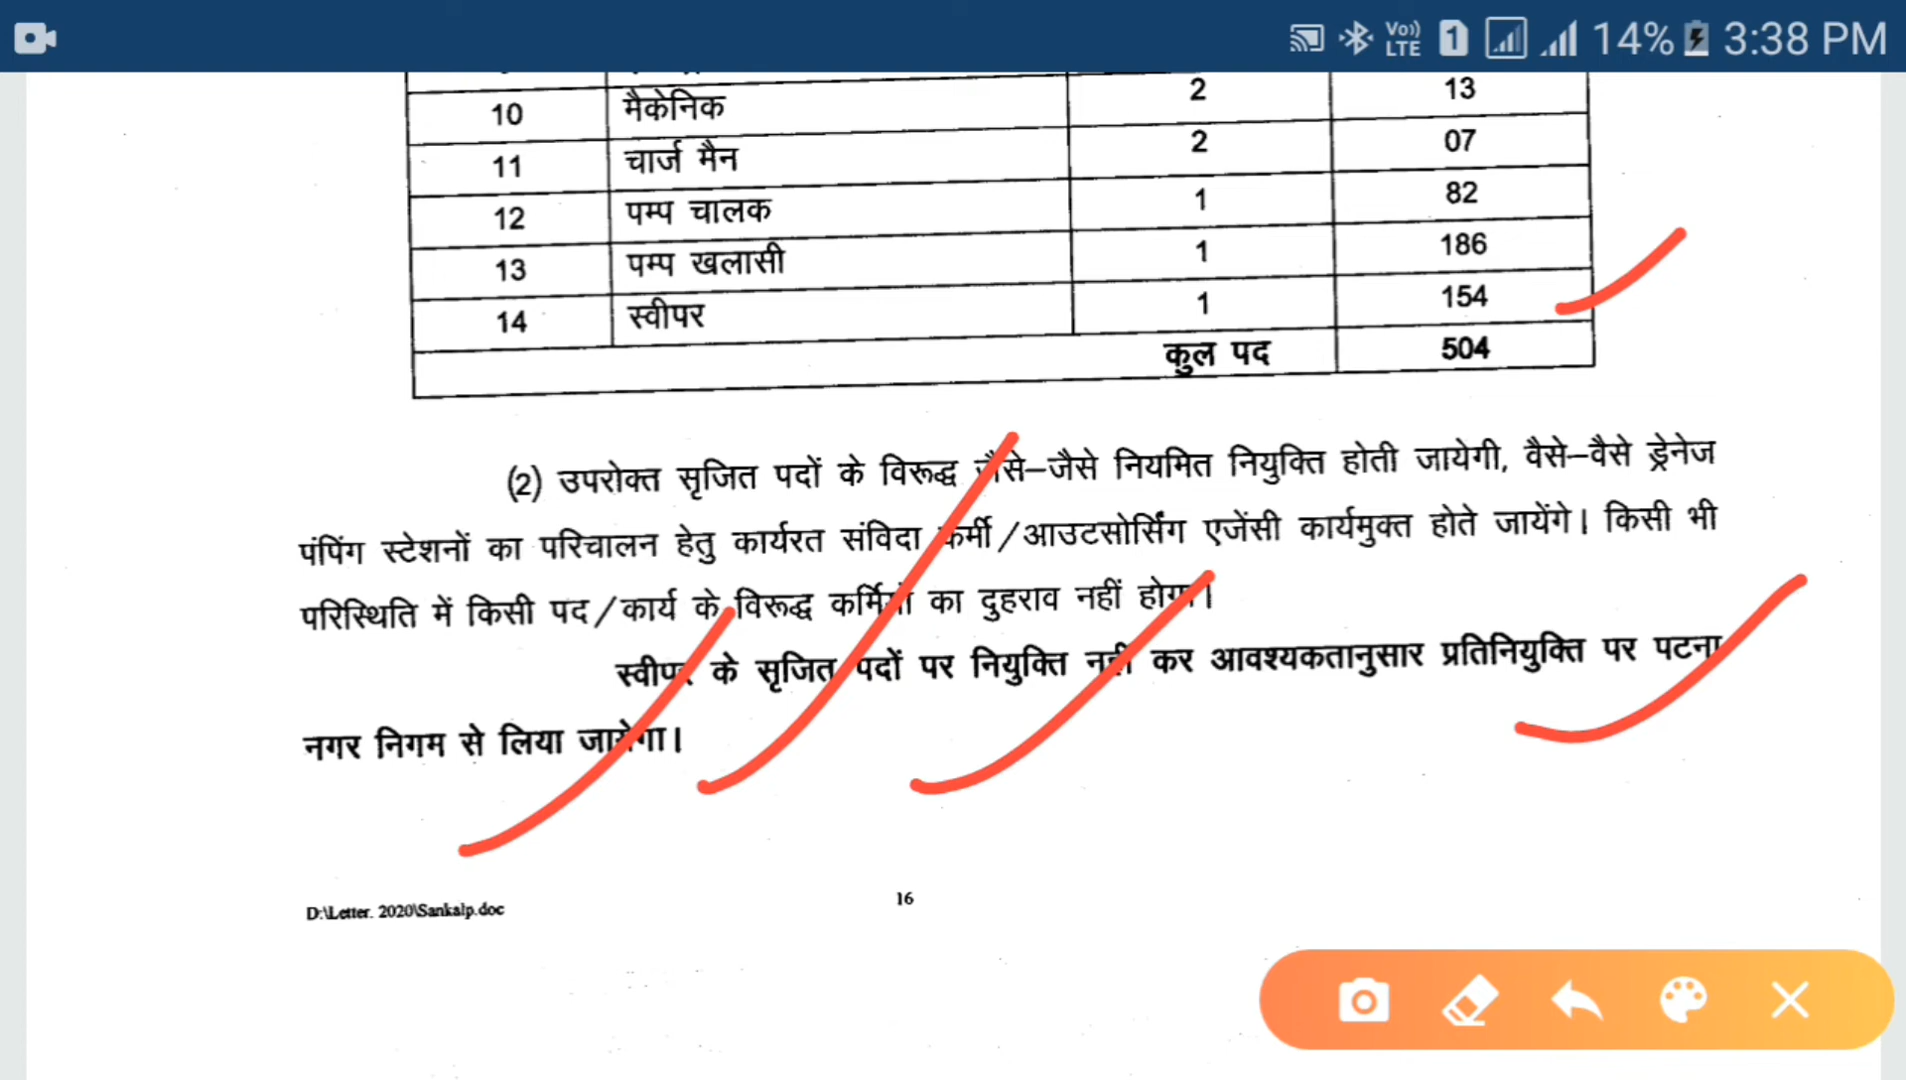 Vo)) LTE 1 14% 3:38 PM
10 मैकेनिक 2 13
11 चार्ज मैन 2 07
12 पम्प चालक 1 82
13 पम्प खलासी 1 186
14 स्वीपर 1 154
कुल पद 504
(2) उपरोक्त सृजित पदों के विरूद्ध जैसे–जैसे नियमित नियुक्ति होती जायेगी, वैसे–वैसे ड्रेनेज
पंपिंग स्टेशनों का परिचालन हेतु कार्यरत संविदा कर्मी/आउटसोर्सिंग एजेंसी कार्यमुक्त होते जायेंगे। किसी भी
परिस्थिति में किसी पद/कार्य के विरूद्ध कर्मियों का दुहराव नहीं होगा।
स्वीपर के सृजित पदों पर नियुक्ति नहीं कर आवश्यकतानुसार प्रतिनियुक्ति पर पटना
नगर निगम से लिया जायेगा।
D:\Letter. 2020\Sankalp.doc 16